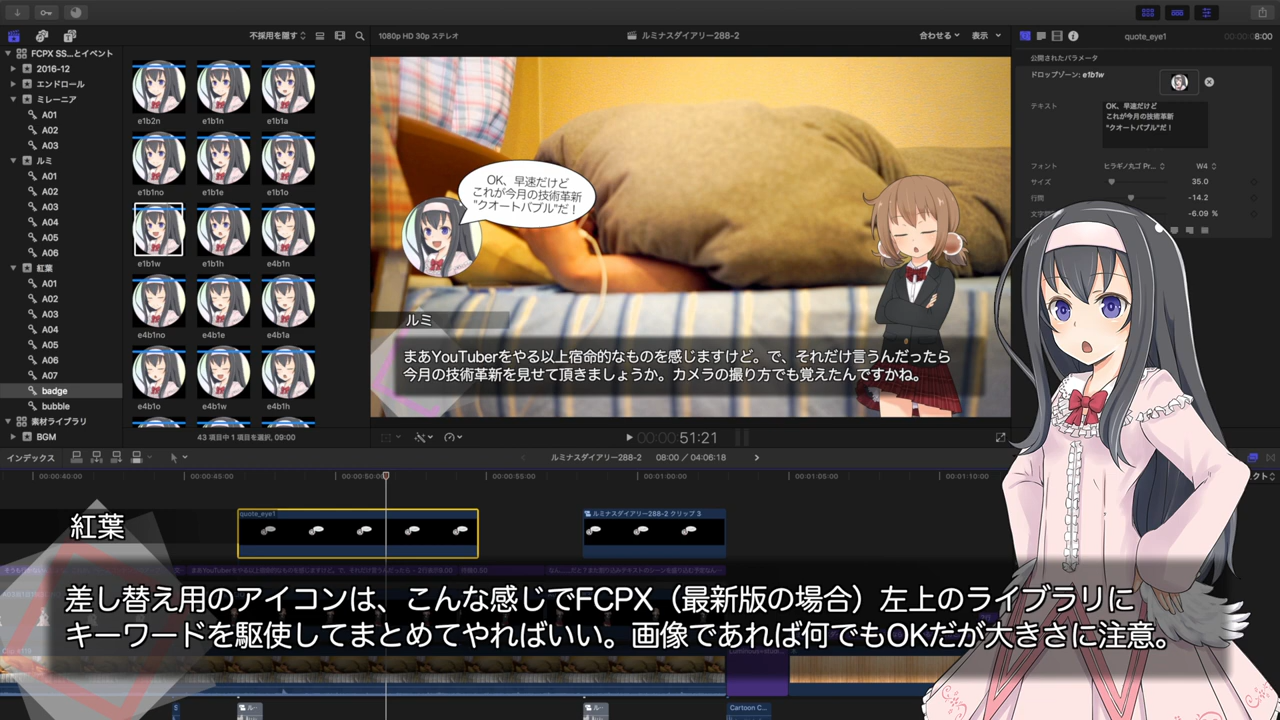 不採用を隠す
1080p HD 30p ステレオ
ルミナスダイアリー288-2
合わせる
表示
quote_eye1
8:00
FCPX SS...とイベント
2016-12
エンドロール
ミレーニア
A01
A02
A03
ルミ
A01
A02
A03
A04
A05
A06
紅葉
A01
A02
A03
A04
A05
A06
A07
badge
bubble
素材ライブラリ
BGM
e1b2n
e1b1n
e1b1a
e1b1no
e1b1e
e1b1o
e1b1w
e1b1h
e4b1n
e4b1no
e4b1e
e4b1a
e4b1o
e4b1w
e4b1h
43 項目中 1 項目を選択, 09:00
OK、早速だけど
これが今月の技術革新
"クオートバブル"だ！
ルミ
まあYouTuberをやる以上宿命的なものを感じますけど。で、それだけ言うんだったら
今月の技術革新を見せて頂きましょうか。カメラの撮り方でも覚えたんですかね。
公開されたパラメータ
ドロップゾーン: e1b1w
テキスト
OK、早速だけど
これが今月の技術革新
"クオートバブル"だ！
フォント
ヒラギノ丸ゴ Pr...
W4
サイズ
35.0
行間
-14.2
-6.09 %
00:00:51:21
インデックス
ルミナスダイアリー288-2
08:00 / 04:06:18
00:00:40:00
00:00:45:00
00:00:50:00
00:00:55:00
00:01:00:00
00:01:05:00
00:01:10:00
quote_eye1
ルミナスダイアリー288-2 クリップ 3
紅葉
差し替え用のアイコンは、こんな感じでFCPX（最新版の場合）左上のライブラリに
キーワードを駆使してまとめてやればいい。画像であれば何でもOKだが大きさに注意。
Cartoon C...